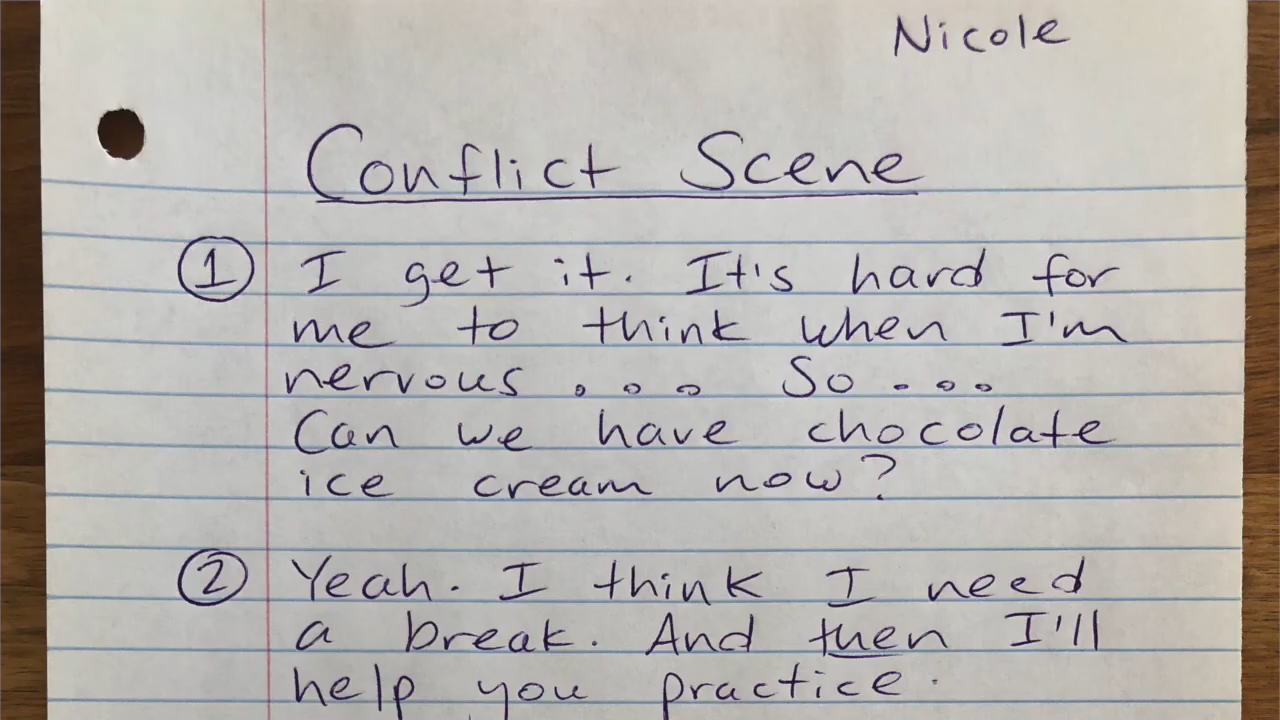 Nicole
Conflict Scene
① I get it. It's hard for
me to think when I'm
nervous . . . So . . .
Can we have chocolate
ice cream now?
② Yeah. I think I need
a break. And then I'll
help you practice.